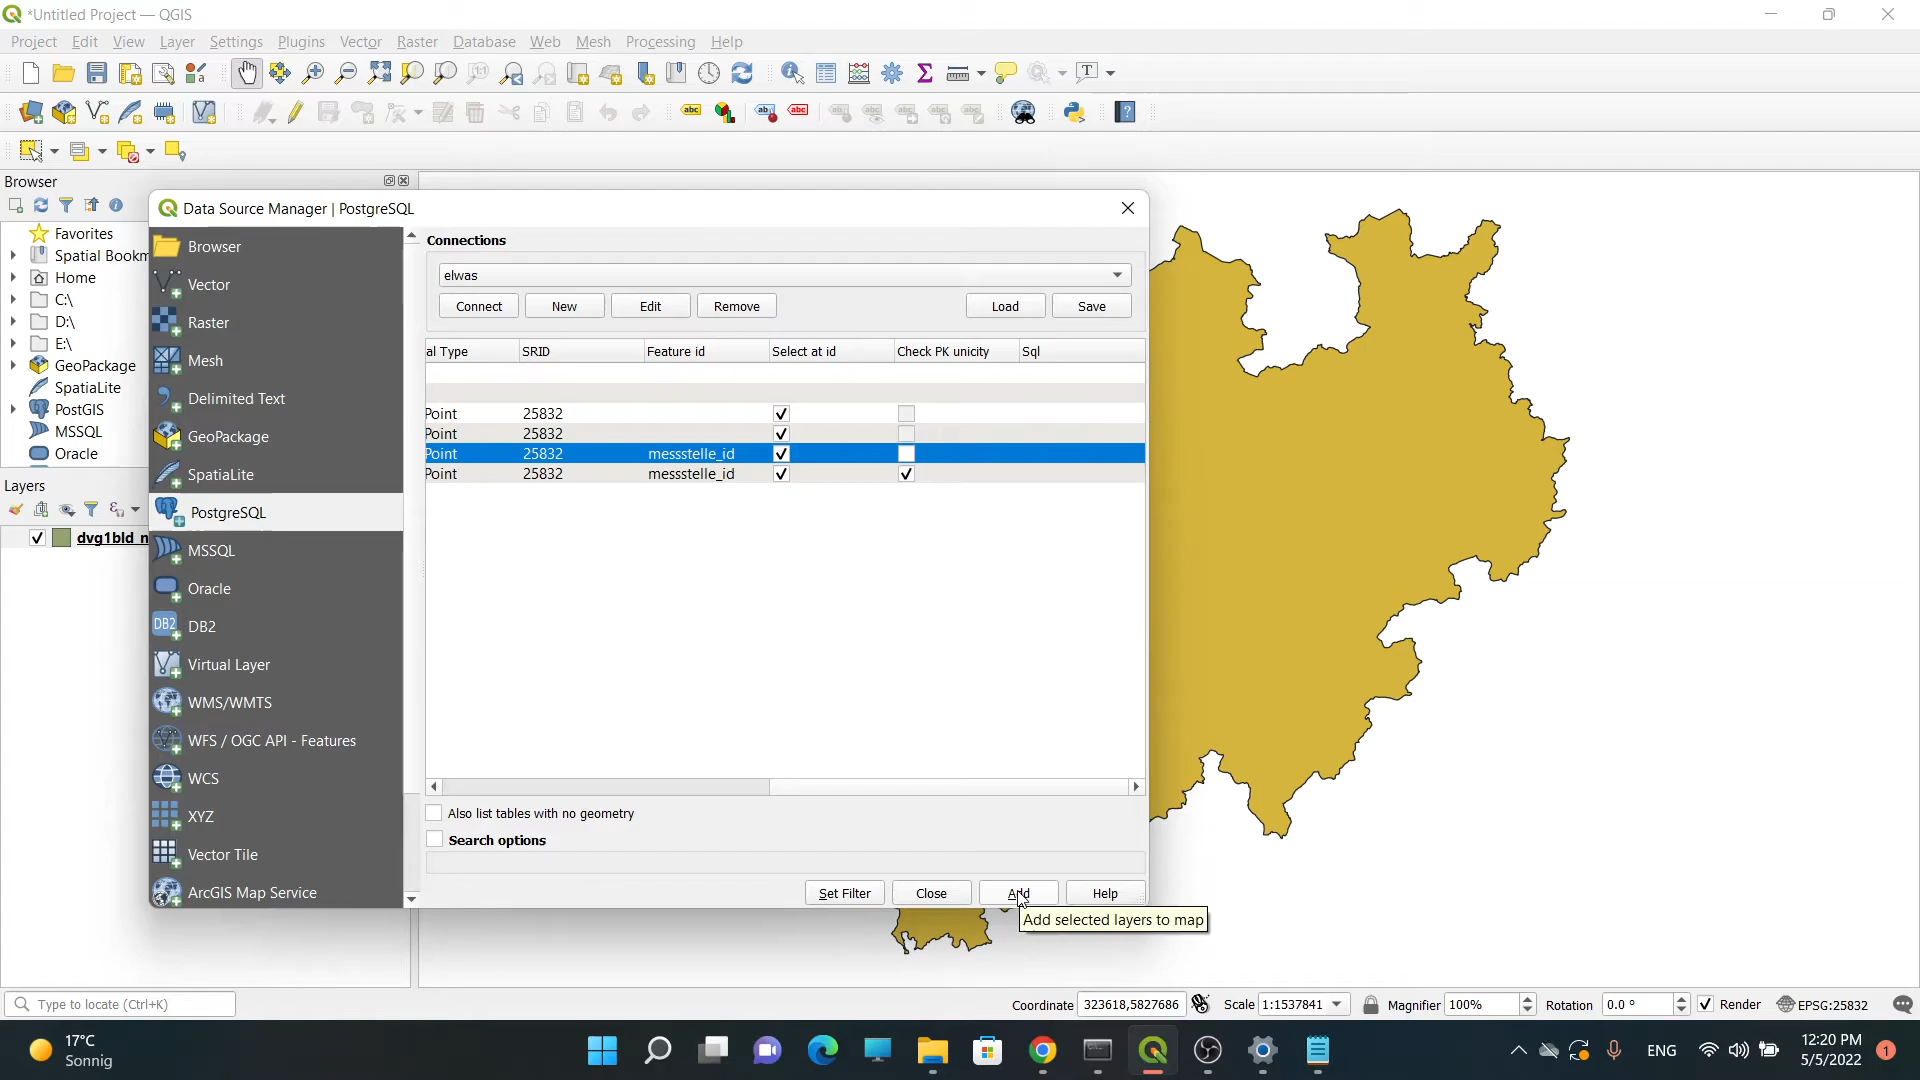 *Untitled Project — QGIS
Project Edit View Layer Settings Plugins Vector Raster Database Web Mesh Processing Help
Browser
Favorites
Spatial Bookm
Home
C:\
D:\
E:\
GeoPackage
SpatiaLite
PostGIS
MSSQL
Oracle
Layers
dvg1bld_n
Data Source Manager | PostgreSQL
Browser
Vector
Raster
Mesh
Delimited Text
GeoPackage
SpatiaLite
PostgreSQL
MSSQL
Oracle
DB2 DB2
Virtual Layer
WMS/WMTS
WFS / OGC API - Features
WCS
XYZ
Vector Tile
ArcGIS Map Service
Connections
elwas
Connect New Edit Remove Load Save
al Type SRID Feature id Select at id Check PK unicity Sql
Point 25832
Point 25832
Point 25832 messstelle_id
Point 25832 messstelle_id
Also list tables with no geometry
Search options
Set Filter Close Add Help
Add selected layers to map
Type to locate (Ctrl+K) Coordinate 323618,5827686 Scale 1:1537841 Magnifier 100% Rotation 0.0 ° Render EPSG:25832
17°C
Sonnig
ENG
12:20 PM
5/5/2022
1